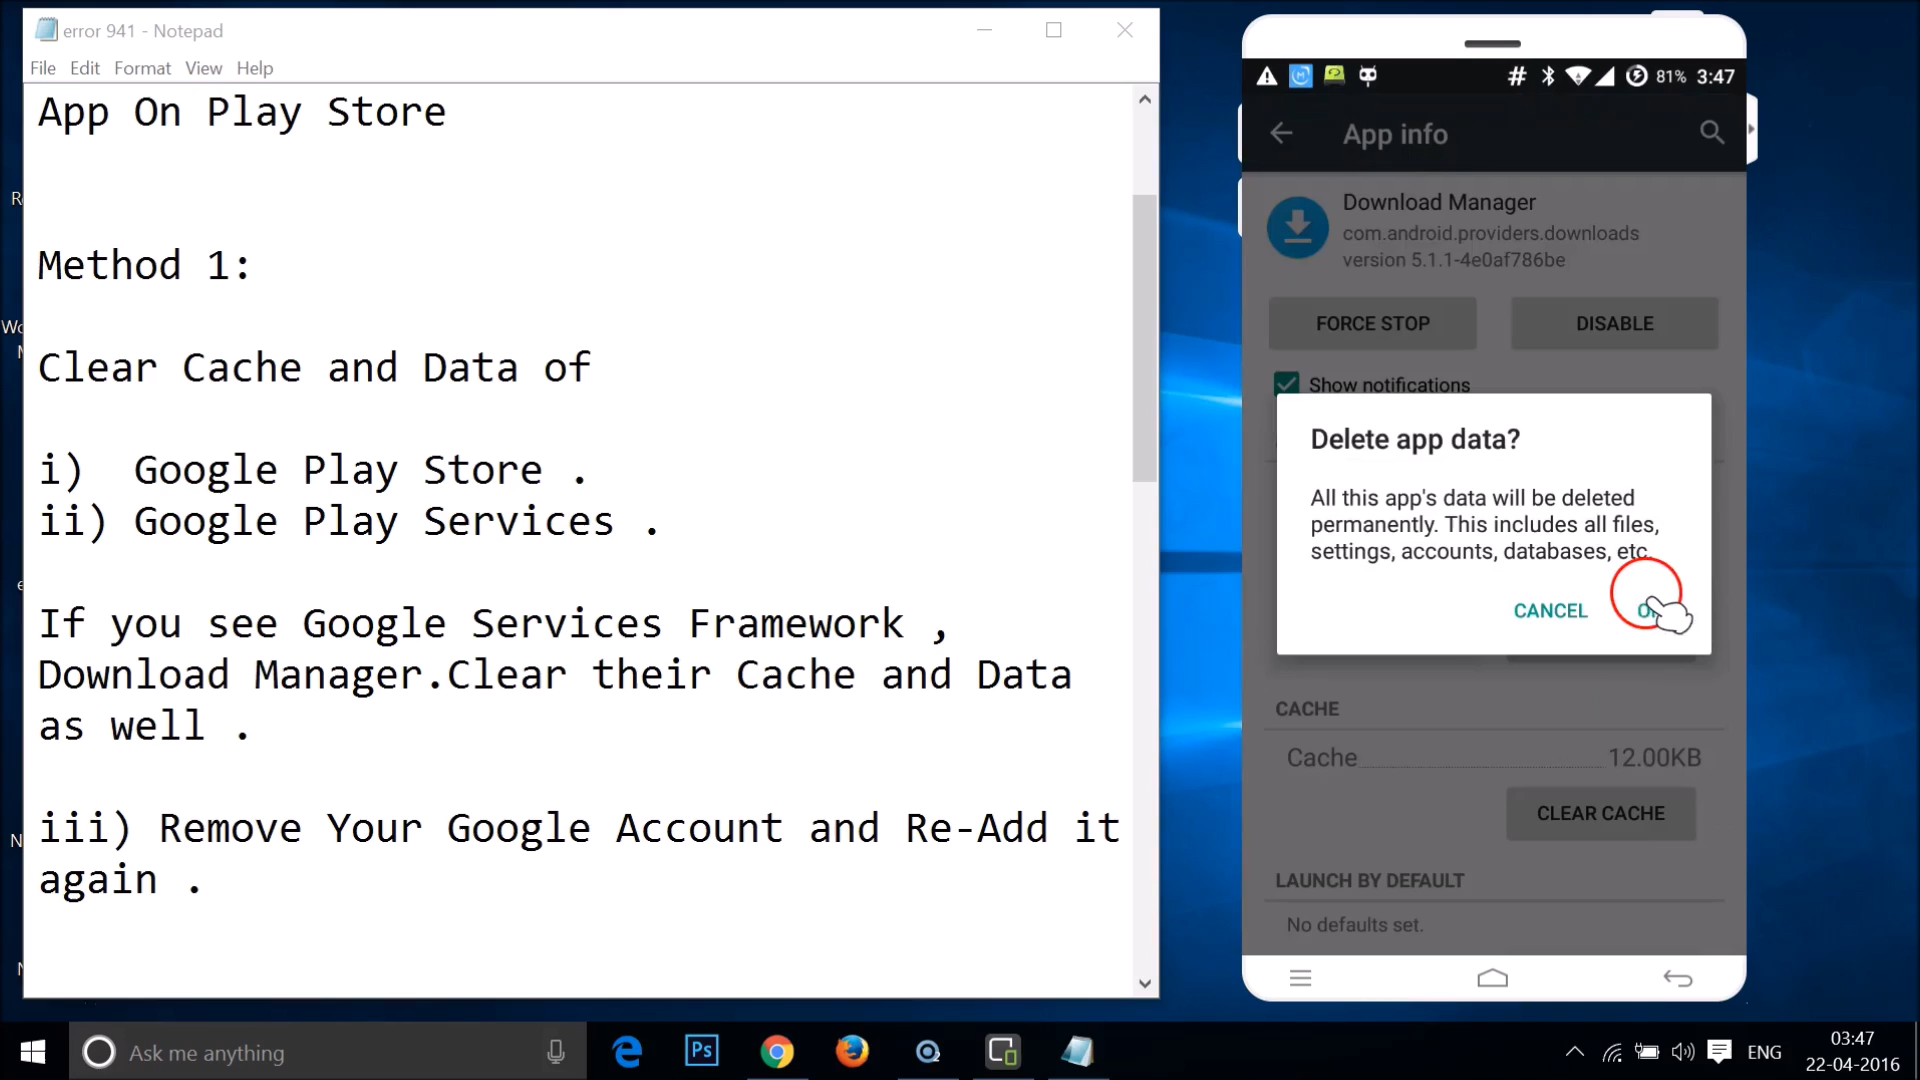 error 941 - Notepad
File Edit Format View Help
App On Play Store
Method 1:
Clear Cache and Data of
i) Google Play Store .
ii) Google Play Services .
If you see Google Services Framework ,
Download Manager.Clear their Cache and Data
as well .
iii) Remove Your Google Account and Re-Add it
again .
81% 3:47
App info
Download Manager
com.android.providers.downloads
version 5.1.1-4e0af786be
FORCE STOP DISABLE
Show notifications
Delete app data?
All this app's data will be deleted
permanently. This includes all files,
settings, accounts, databases, etc.
CANCEL
CACHE
Cache 12.00KB
CLEAR CACHE
LAUNCH BY DEFAULT
No defaults set.
Ask me anything
Ps
ENG
03:47
22-04-2016